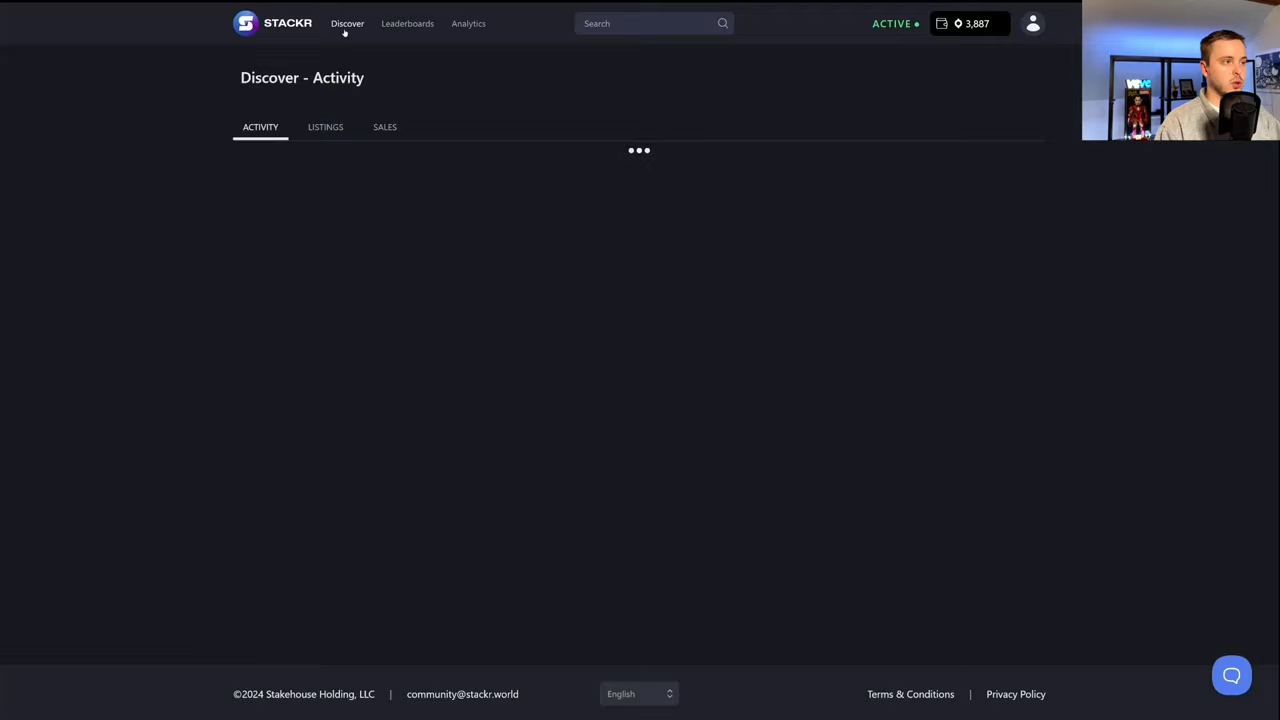 STACKR Discover Leaderboards Analytics Search ACTIVE 3,887
Discover - Activity
ACTIVITY LISTINGS SALES
©2024 Stakehouse Holding, LLC | community@stackr.world English Terms & Conditions | Privacy Policy